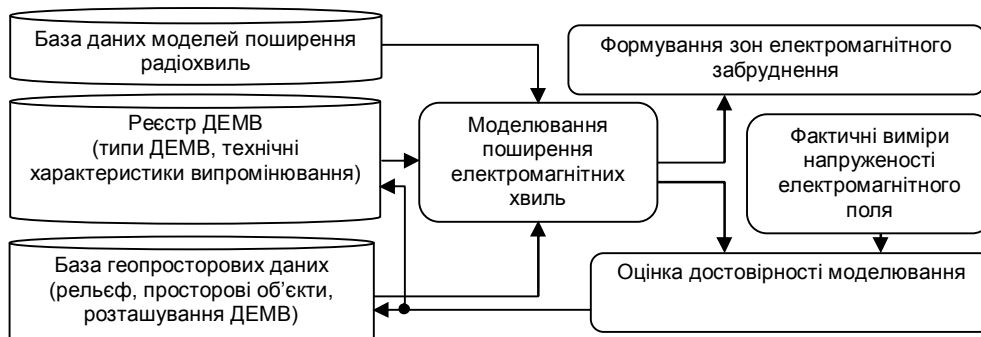 База даних моделей поширення
радіохвиль
Реєстр ДЕМВ
(типи ДЕМВ, технічні
характеристики випромінювання)
База геопросторових даних
(рельєф, просторові об’єкти,
розташування ДЕМВ)
Моделювання
поширення
електромагнітних
хвиль
Формування зон електромагнітного
забруднення
Фактичні виміри
напруженості
електромагнітного
поля
Оцінка достовірності моделювання